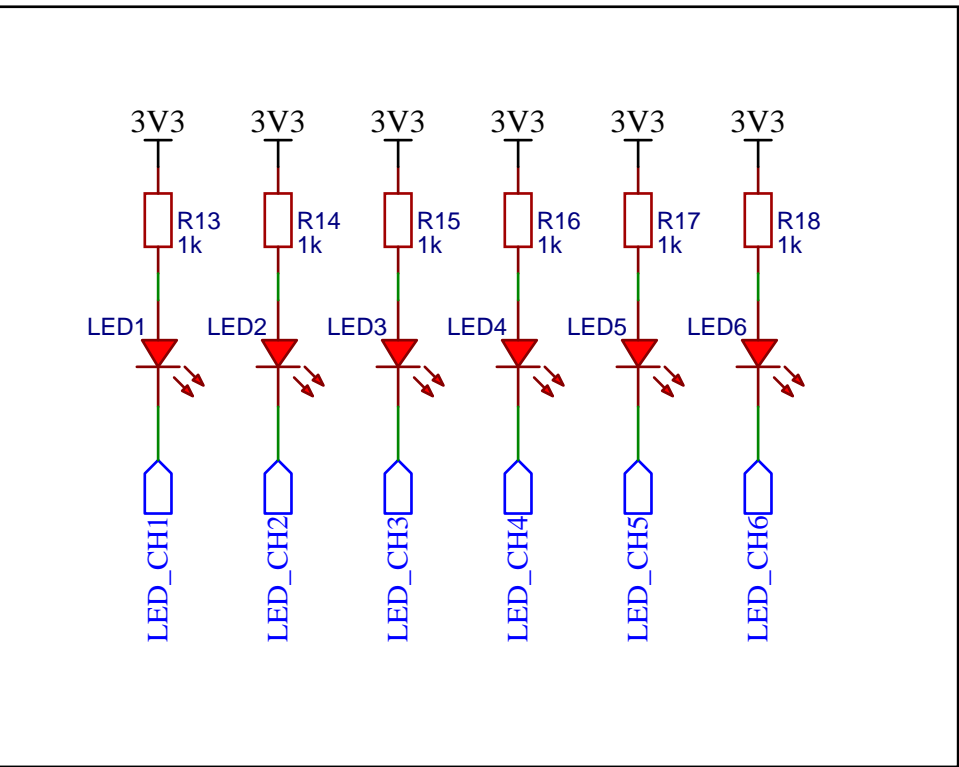 3V3 3V3 3V3 3V3 3V3 3V3
R13 R14 R15 R16 R17 R18
1k 1k 1k 1k 1k 1k
LED1 LED2 LED3 LED4 LED5 LED6
LED_CH1
LED_CH2
LED_CH3
LED_CH4
LED_CH5
LED_CH6